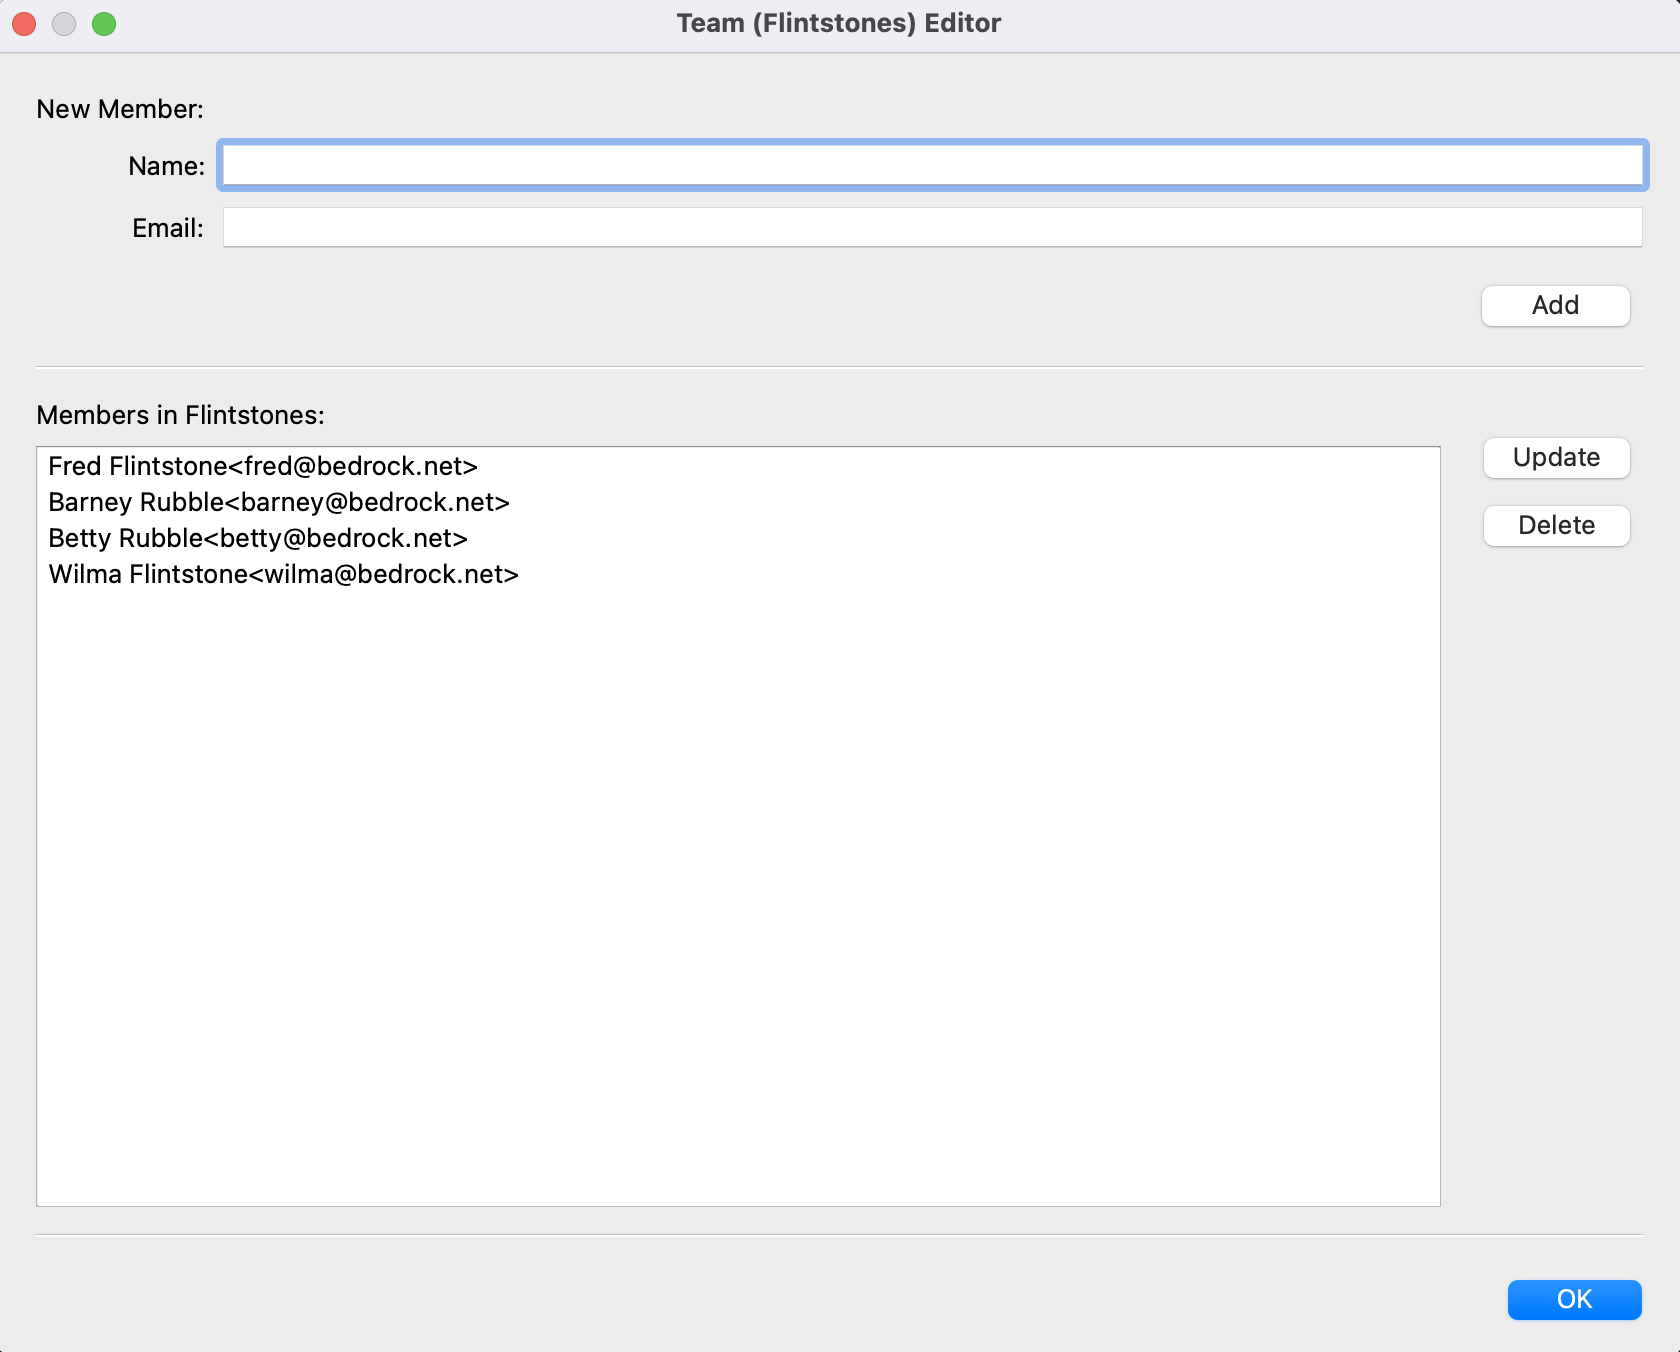 Team (Flintstones) Editor
New Member:
Name:
Email:
Add
Members in Flintstones:
Fred Flintstone<fred@bedrock.net>
Barney Rubble<barney@bedrock.net>
Betty Rubble<betty@bedrock.net>
Wilma Flintstone<wilma@bedrock.net>
Update
Delete
OK